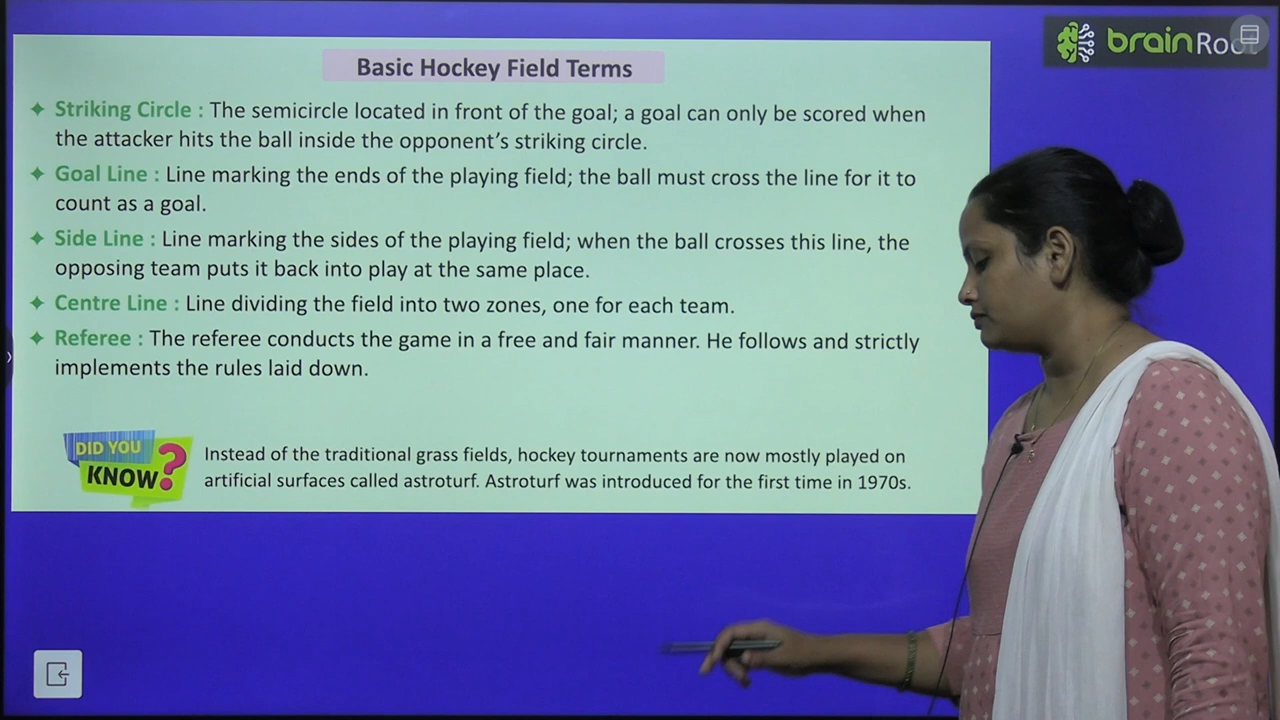 brainRoot
Basic Hockey Field Terms
✦ Striking Circle : The semicircle located in front of the goal; a goal can only be scored when
the attacker hits the ball inside the opponent's striking circle.
✦ Goal Line : Line marking the ends of the playing field; the ball must cross the line for it to
count as a goal.
✦ Side Line : Line marking the sides of the playing field; when the ball crosses this line, the
opposing team puts it back into play at the same place.
✦ Centre Line : Line dividing the field into two zones, one for each team.
✦ Referee : The referee conducts the game in a free and fair manner. He follows and strictly
implements the rules laid down.
DID YOU
KNOW?
Instead of the traditional grass fields, hockey tournaments are now mostly played on
artificial surfaces called astroturf. Astroturf was introduced for the first time in 1970s.